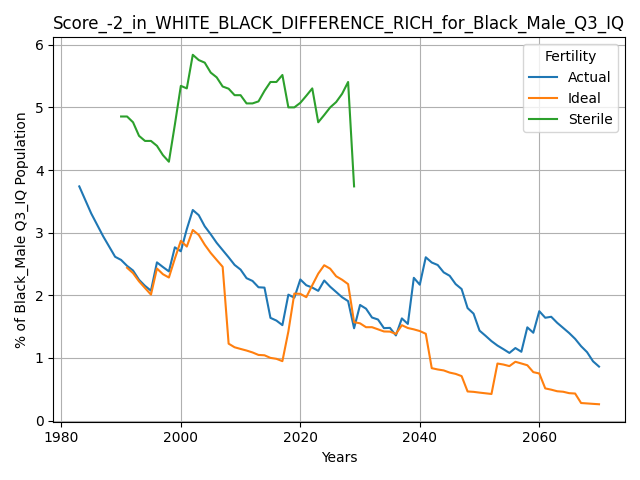 Score_-2_in_WHITE_BLACK_DIFFERENCE_RICH_for_Black_Male_Q3_IQ
Fertility
Actual
Ideal
Sterile
% of Black_Male Q3_IQ Population
6
5
4
3
2
1
0
1980
2000
2020
2040
2060
Years